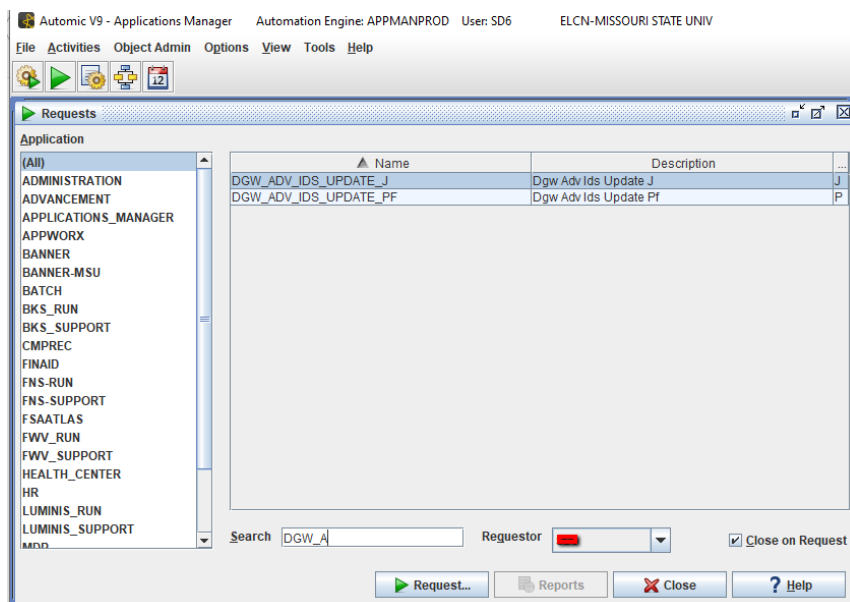 Automic V9 - Applications Manager Automation Engine: APPMANPROD User: SD6 ELCN-MISSOURI STATE UNIV
File Activities Object Admin Options View Tools Help
12
Requests
Application
(All)
ADMINISTRATION
ADVANCEMENT
APPLICATIONS_MANAGER
APPWORX
BANNER
BANNER-MSU
BATCH
BKS_RUN
BKS_SUPPORT
CMPREC
FINAID
FNS-RUN
FNS-SUPPORT
FSAATLAS
FWV_RUN
FWV_SUPPORT
HEALTH_CENTER
HR
LUMINIS_RUN
LUMINIS_SUPPORT
Name Description ...
DGW_ADV_IDS_UPDATE_J Dgw Adv Ids Update J J
DGW_ADV_IDS_UPDATE_PF Dgw Adv Ids Update Pf P
Search DGW_A Requestor Close on Request
Request... Reports Close ? Help